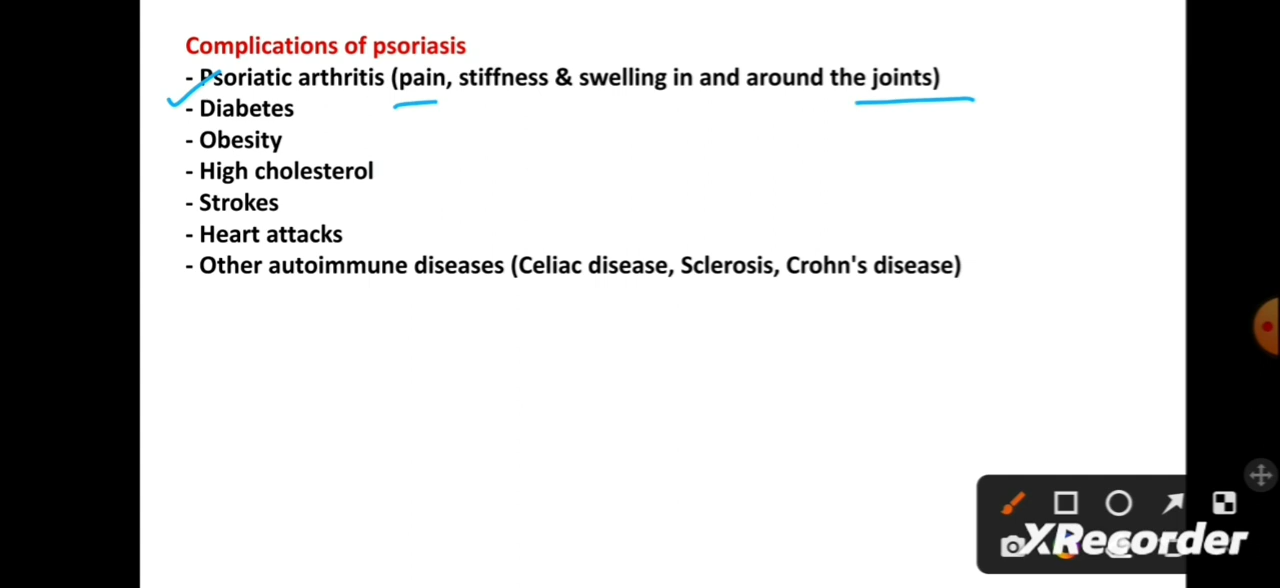 Complications of psoriasis
- Psoriatic arthritis (pain, stiffness & swelling in and around the joints)
- Diabetes
- Obesity
- High cholesterol
- Strokes
- Heart attacks
- Other autoimmune diseases (Celiac disease, Sclerosis, Crohn's disease)
XRecorder